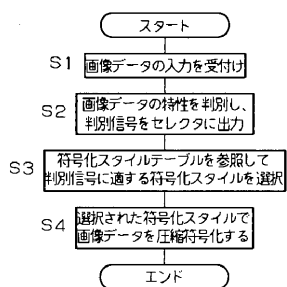 スタート
S1
画像データの入力を受付け
S2
画像データの特性を判別し、
判別信号をセレクタに出力
S3
符号化スタイルテーブルを参照して
判別信号に適する符号化スタイルを選択
S4
選択された符号化スタイルで
画像データを圧縮符号化する
エンド